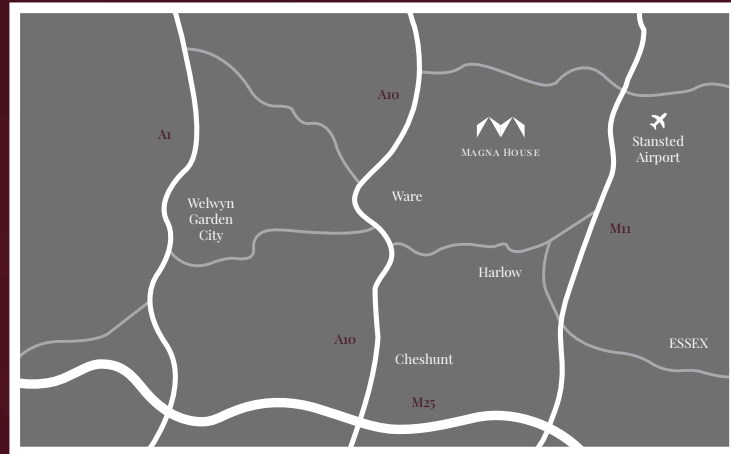 A10
A1
Stansted
Airport
Magna House
Ware
Welwyn
Garden
City
M11
Harlow
A10
ESSEX
Cheshunt
M25